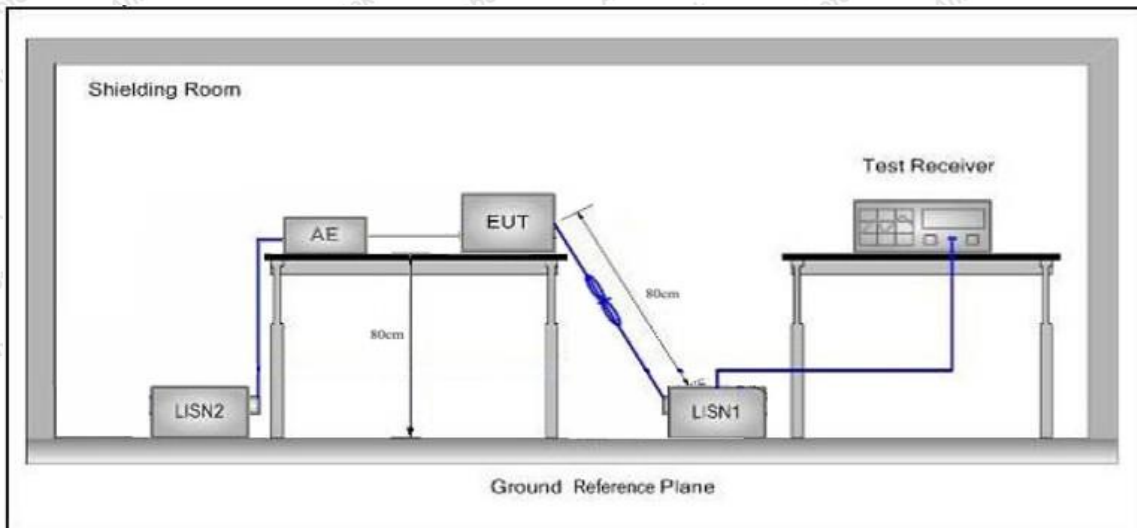 Shielding Room
Test Receiver
EUT
AE
80cm
80cm
LISN2
LISN1
Ground Reference Plane